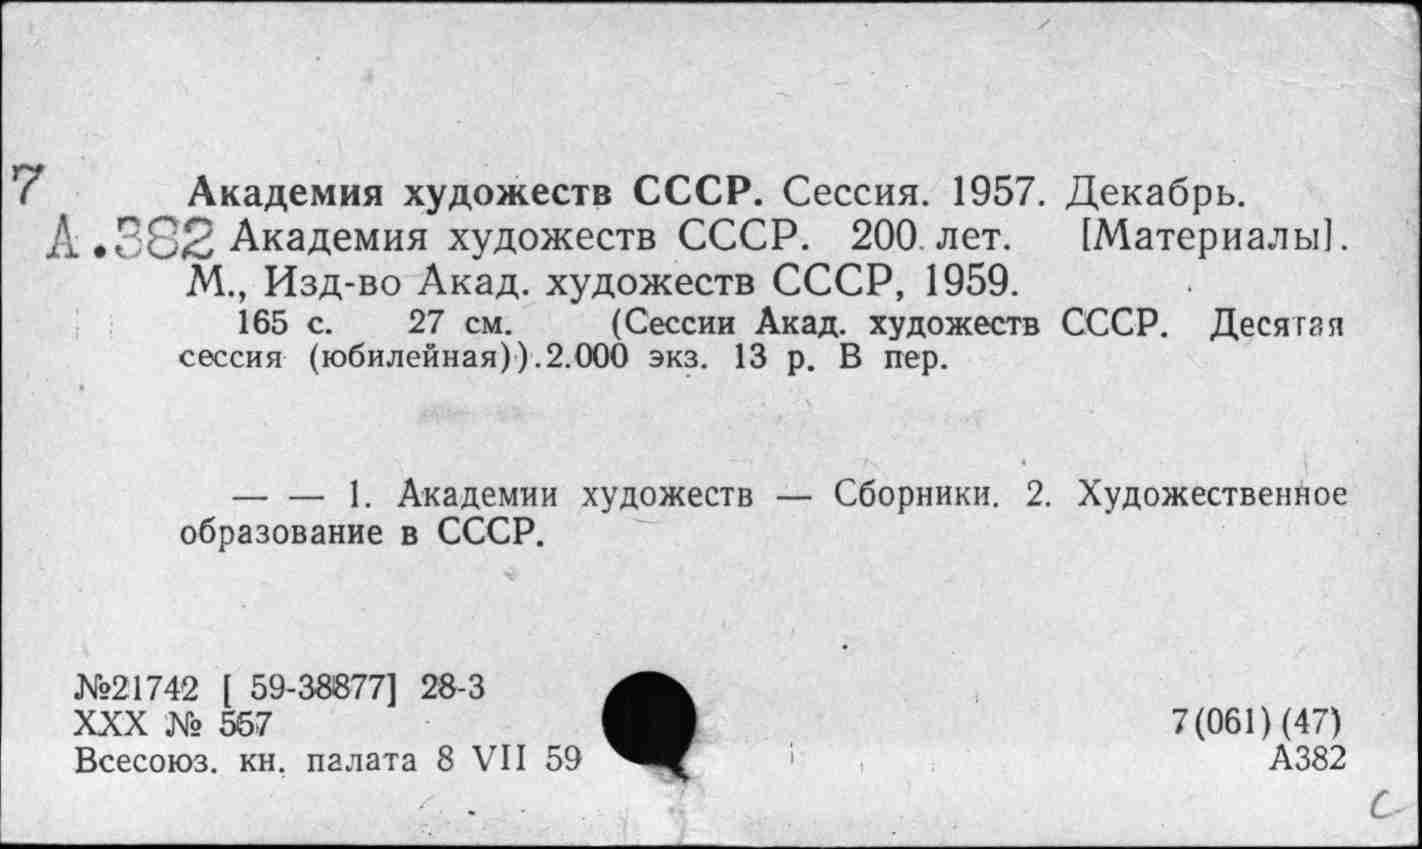 7 Академия художеств СССР. Сессия. 1957. Декабрь.
А.382 Академия художеств СССР. 200 лет. [Материалы].
М., Изд-во Акад. художеств СССР, 1959.
165 с. 27 см. (Сессии Акад. художеств СССР. Десятая
сессия (юбилейная)).2.000 экз. 13 р. В пер.
— — 1. Академии художеств — Сборники. 2. Художественное
образование в СССР.
№21742 [ 59-38877] 28-3
XXX № 557
Всесоюз. кн. палата 8 VII 59
7(061)(47)
А382
С